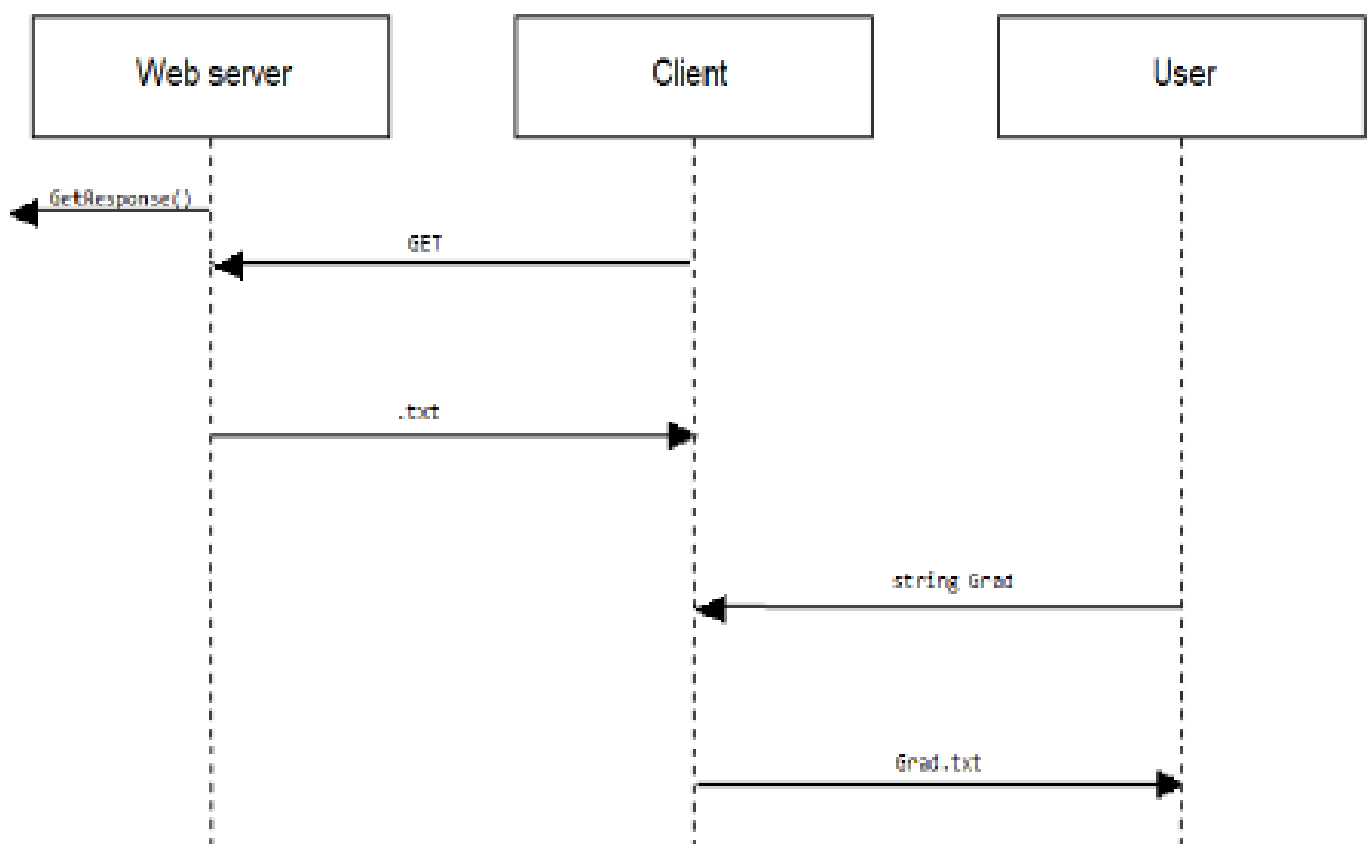 Web server
Client
User
GetResponse()
GET
.txt
string Grad
Grad.txt